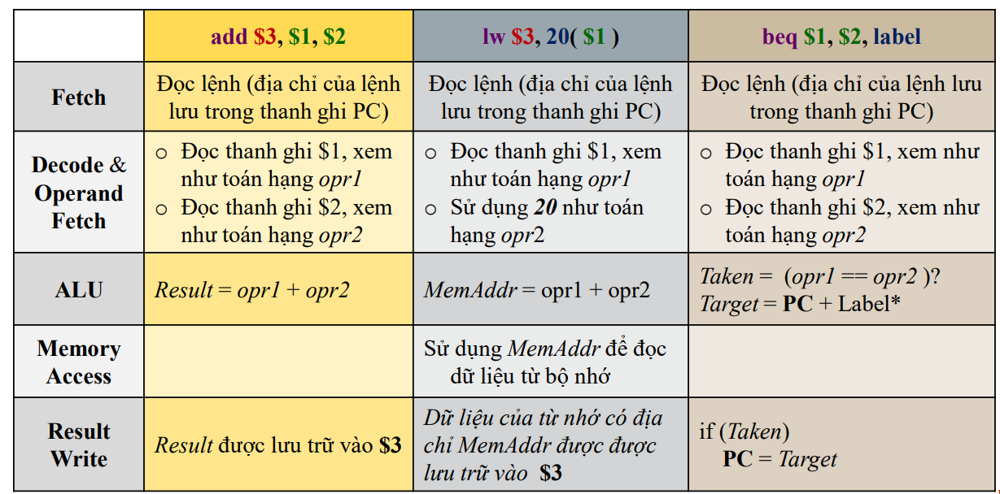 add $3, $1, $2
lw $3, 20( $1 )
beq $1, $2, label
Fetch
Đọc lệnh (địa chỉ của lệnh
lưu trong thanh ghi PC)
Đọc lệnh (địa chỉ của lệnh
lưu trong thanh ghi PC)
Đọc lệnh (địa chỉ của lệnh lưu
trong thanh ghi PC)
Decode &
Operand
Fetch
o Đọc thanh ghi $1, xem
như toán hạng opr1
o Đọc thanh ghi $2, xem
như toán hạng opr2
o Đọc thanh ghi $1, xem
như toán hạng opr1
o Sử dụng 20 như toán
hạng opr2
o Đọc thanh ghi $1, xem như
toán hạng opr1
o Đọc thanh ghi $2, xem như
toán hạng opr2
ALU
Result = opr1 + opr2
MemAddr = opr1 + opr2
Taken = (opr1 == opr2 )?
Target = PC + Label*
Memory
Access
Sử dụng MemAddr để đọc
dữ liệu từ bộ nhớ
Result
Write
Result được lưu trữ vào $3
Dữ liệu của từ nhớ có địa
chỉ MemAddr được được
lưu trữ vào $3
if (Taken)
PC = Target